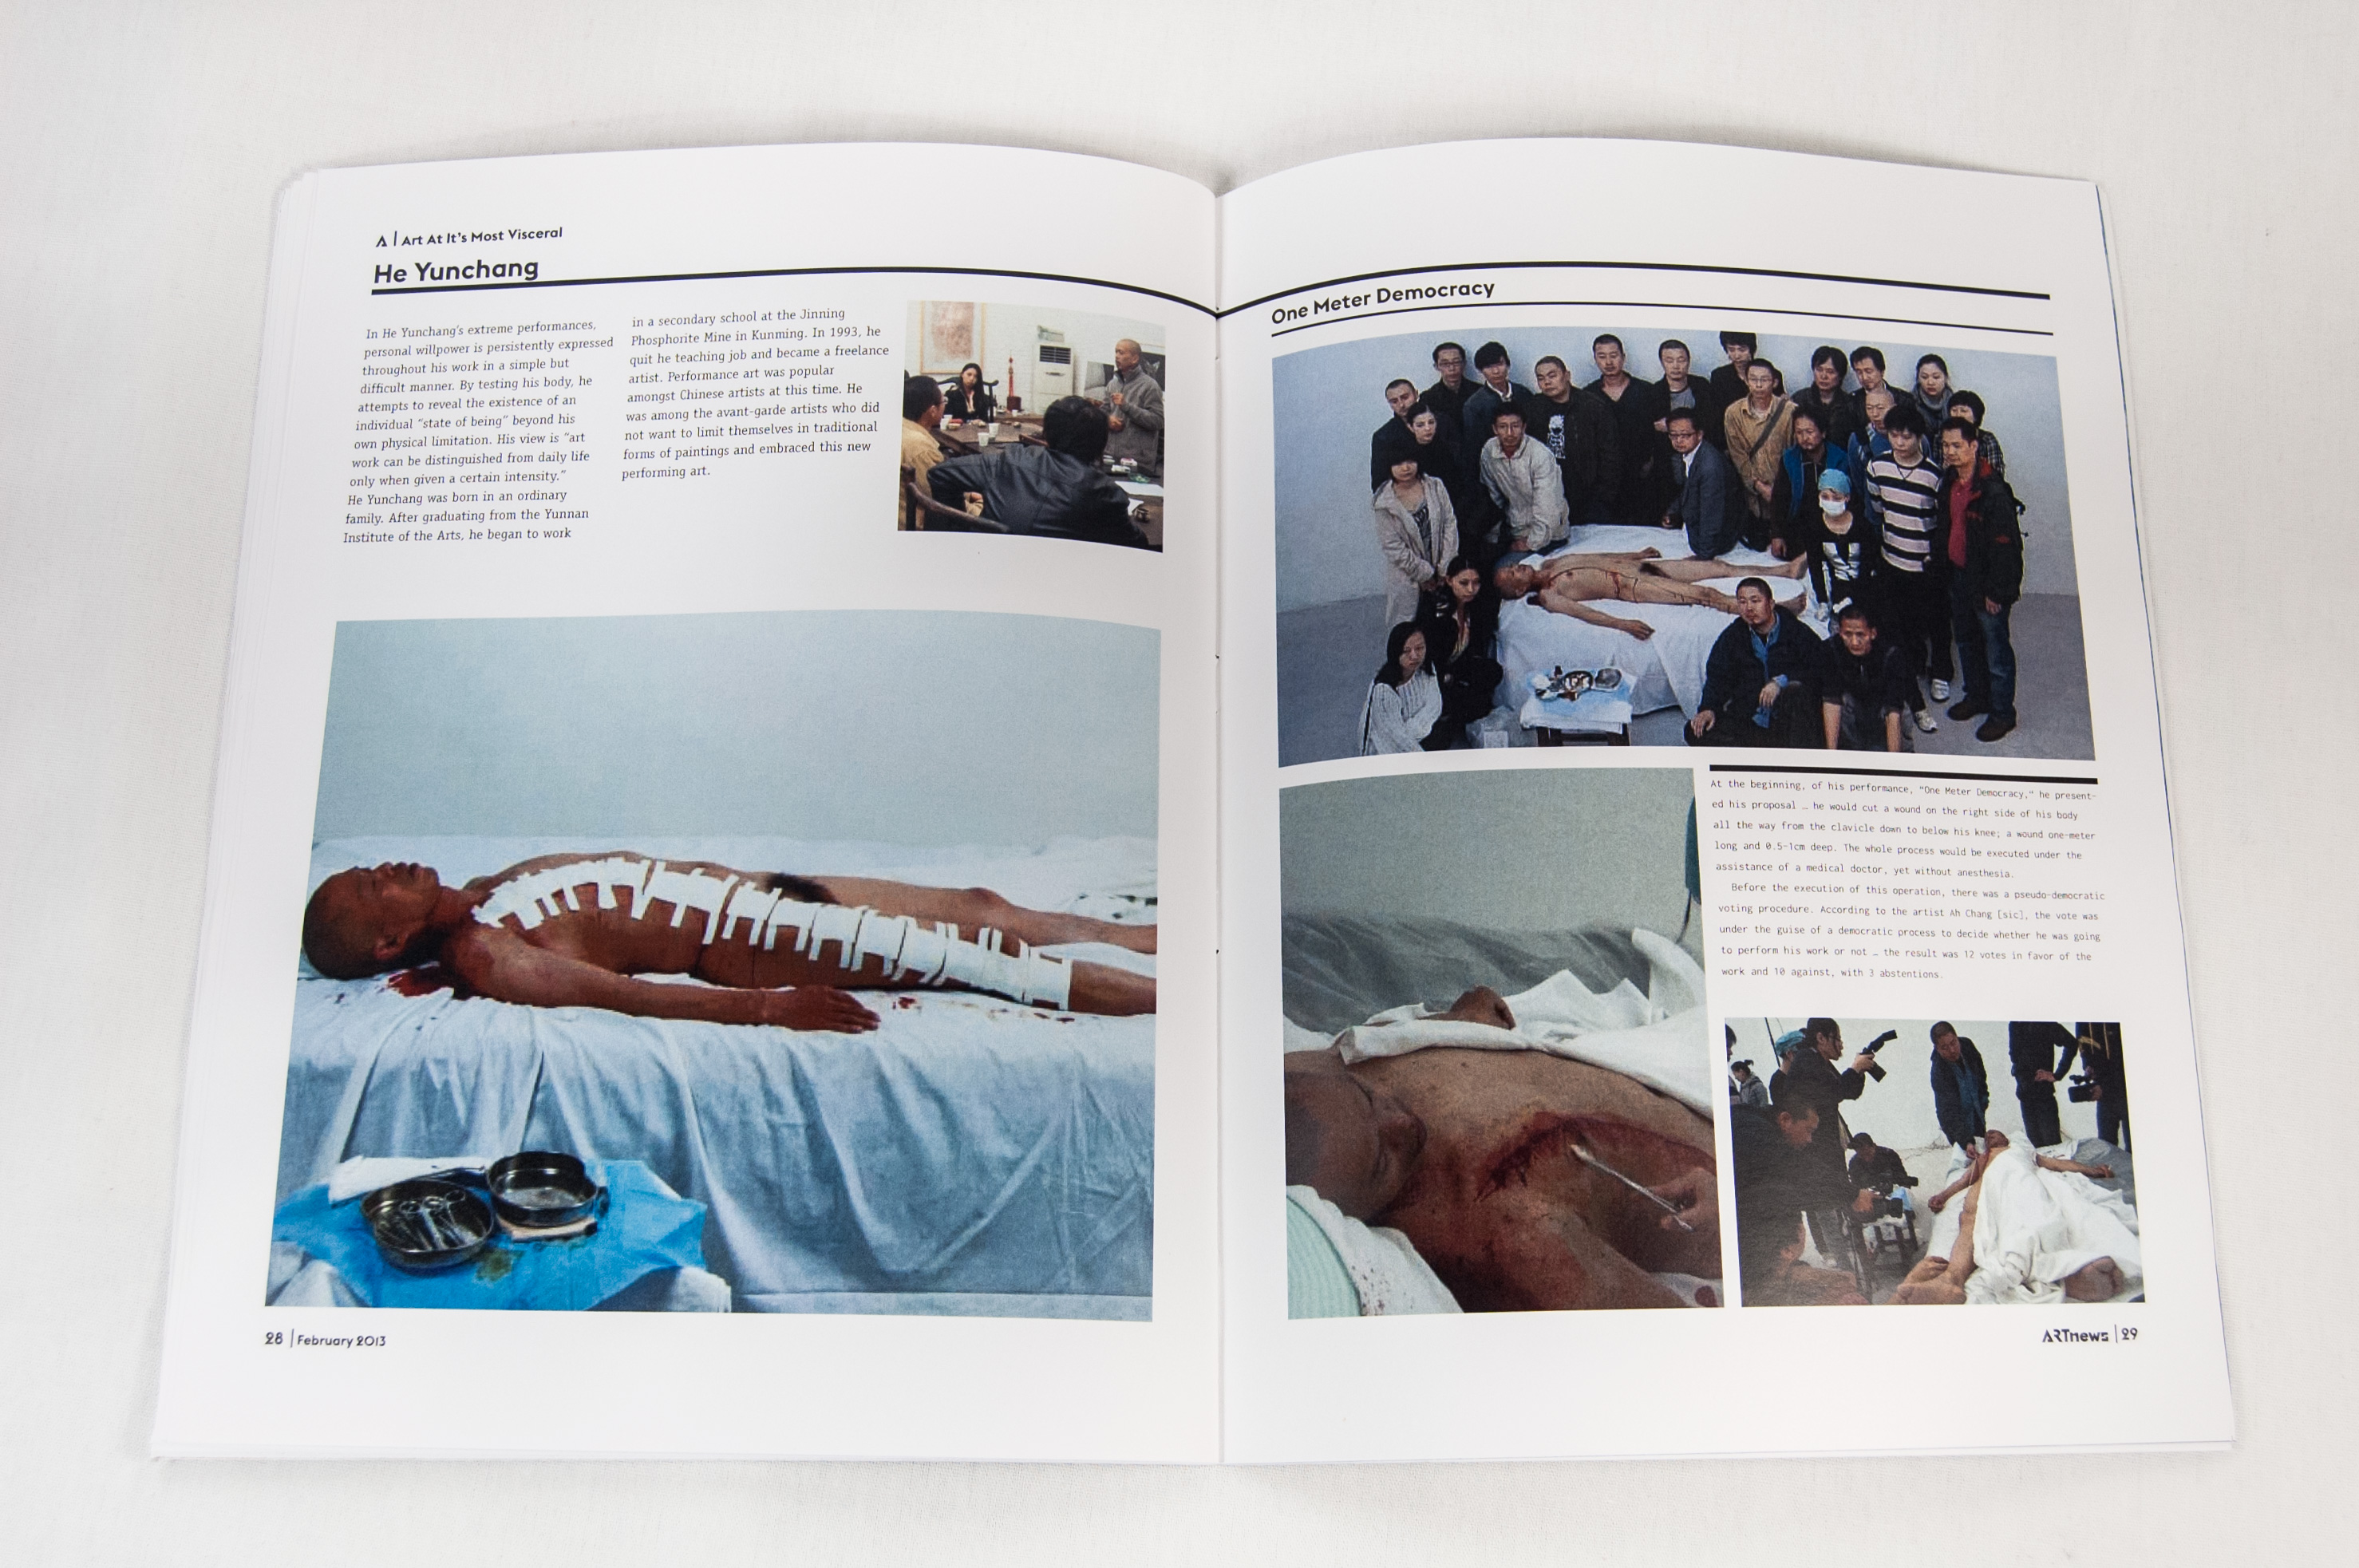 A | Art At It's Most Visceral
He Yunchang
In He Yunchang's extreme performances,
personal willpower is persistently expressed
throughout his work in a simple but
difficult manner. By testing his body, he
attempts to reveal the existence of an
individual “state of being” beyond his
own physical limitation. His view is “art
work can be distinguished from daily life
only when given a certain intensity.”
He Yunchang was born in an ordinary
family. After graduating from the Yunnan
Institute of the Arts, he began to work
in a secondary school at the Jinning
Phosphorite Mine in Kunming. In 1993, he
quit he teaching job and became a freelance
artist. Performance art was popular
amongst Chinese artists at this time. He
was among the avant-garde artists who did
not want to limit themselves in traditional
forms of paintings and embraced this new
performing art.
28 | February 2013
One Meter Democracy
At the beginning, of his performance, "One Meter Democracy," he present-
ed his proposal … he would cut a wound on the right side of his body
all the way from the clavicle down to below his knee; a wound one-meter
long and 0.5-1cm deep. The whole process would be executed under the
assistance of a medical doctor, yet without anesthesia.
Before the execution of this operation, there was a pseudo-democratic
voting procedure. According to the artist Ah Chang [sic], the vote was
under the guise of a democratic process to decide whether he was going
to perform his work or not … the result was 12 votes in favor of the
work and 10 against, with 3 abstentions.
ARTnews | 29